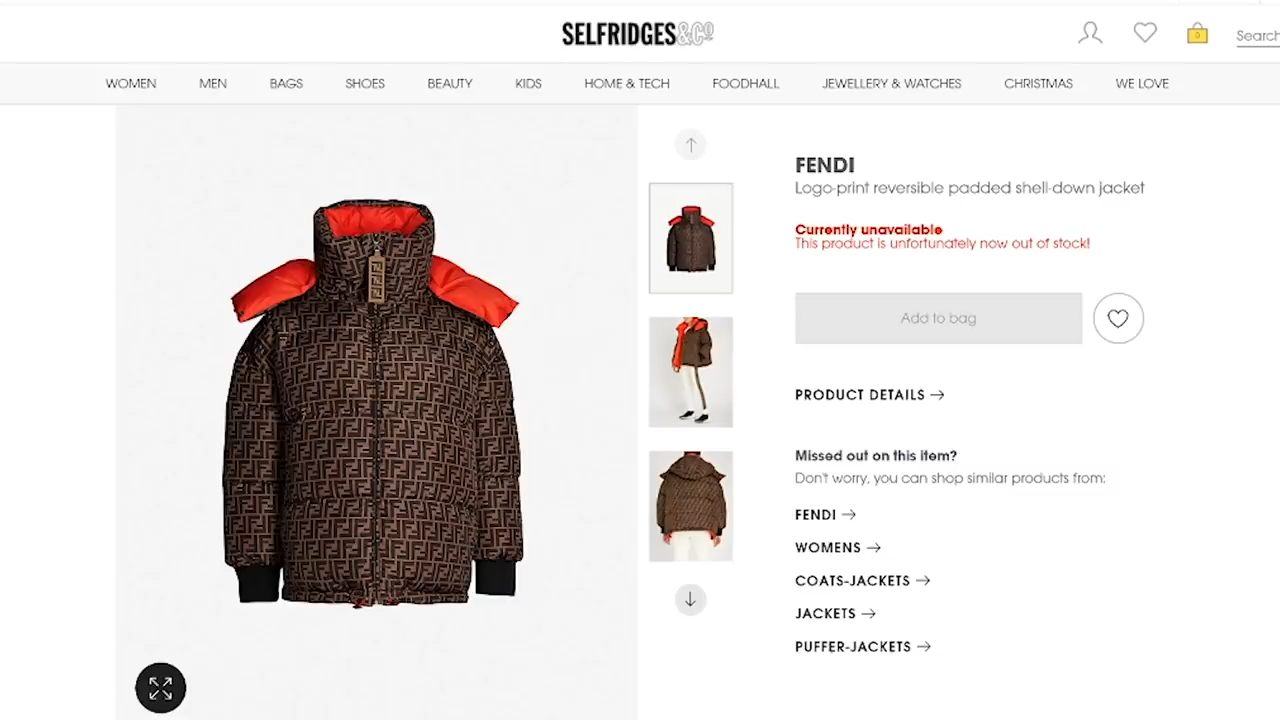 SELFRIDGES&CO
0
Search
WOMEN MEN BAGS SHOES BEAUTY KIDS HOME & TECH FOODHALL JEWELLERY & WATCHES CHRISTMAS WE LOVE
FENDI
Logo-print reversible padded shell-down jacket
Currently unavailable
This product is unfortunately now out of stock!
Add to bag
PRODUCT DETAILS →
Missed out on this item?
Don't worry, you can shop similar products from:
FENDI →
WOMENS →
COATS-JACKETS →
JACKETS →
PUFFER-JACKETS →